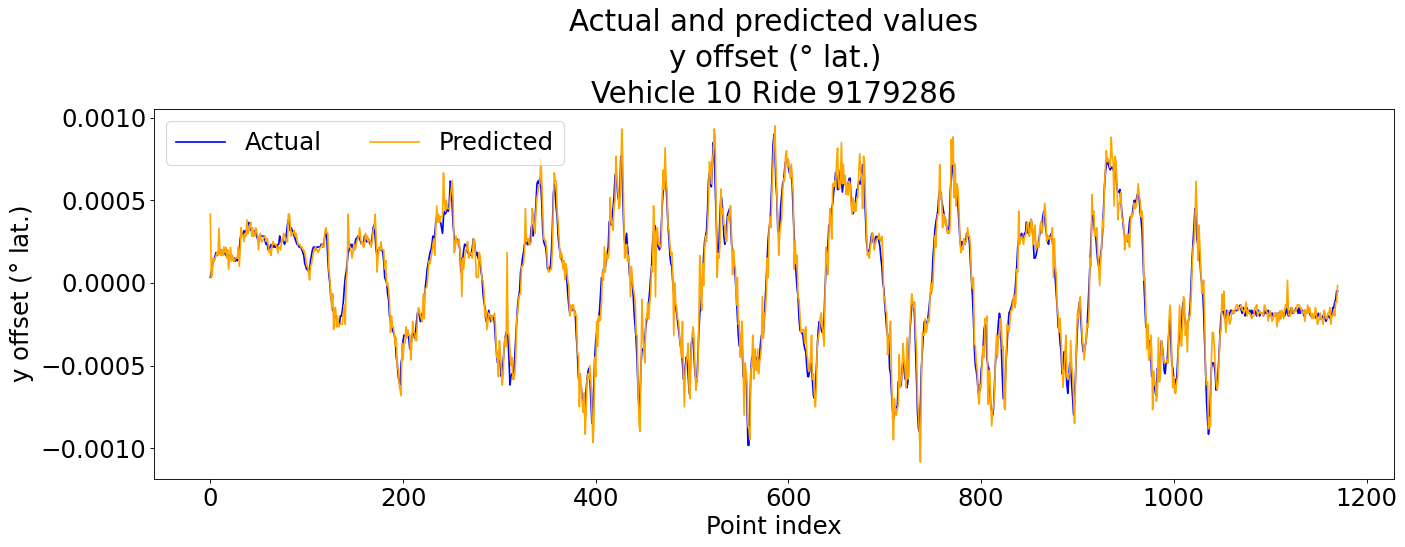 Actual and predicted values
y offset (° lat.)
Vehicle 10 Ride 9179286
Actual
Predicted
0.0010
0.0005
0.0000
−0.0005
−0.0010
y offset (° lat.)
0
200
400
600
800
1000
1200
Point index